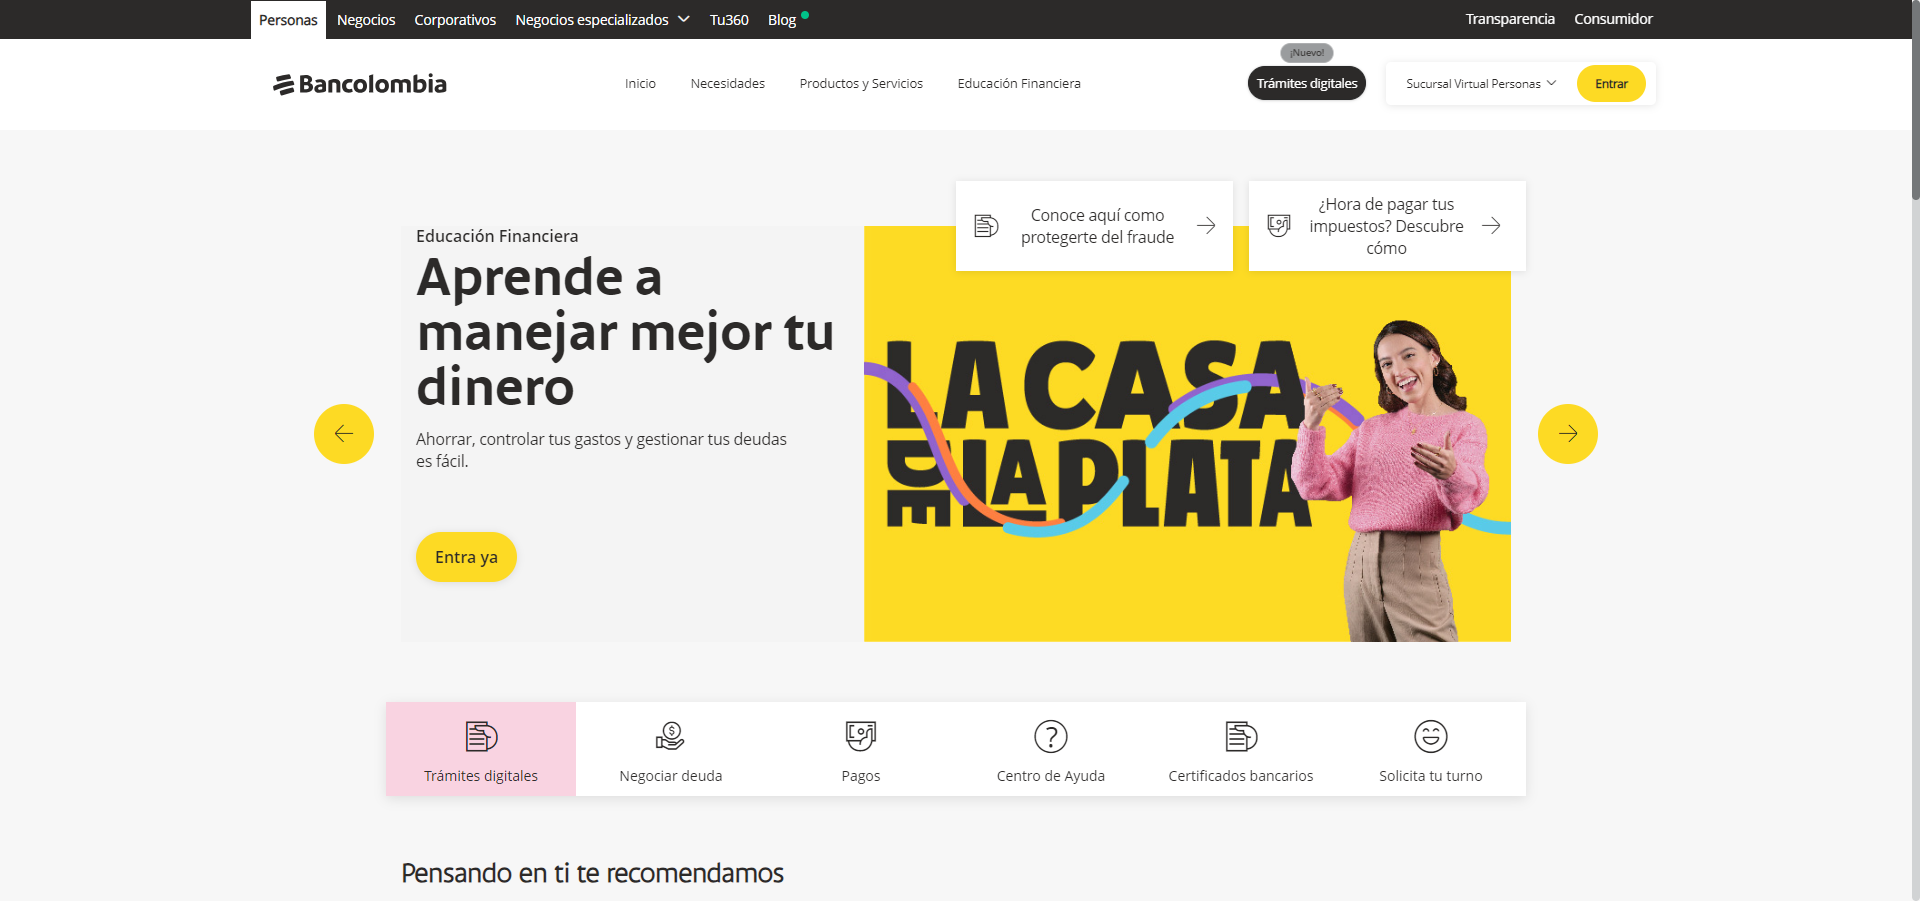 Personas Negocios Corporativos Negocios especializados Tu360 Blog Transparencia Consumidor
¡Nuevo!
Bancolombia Inicio Necesidades Productos y Servicios Educación Financiera Trámites digitales Sucursal Virtual Personas Entrar
Conoce aquí como
protegerte del fraude
¿Hora de pagar tus
impuestos? Descubre
cómo
Educación Financiera
Aprende a
manejar mejor tu
dinero
Ahorrar, controlar tus gastos y gestionar tus deudas
es fácil.
Entra ya
LA CASA
DE LA PLATA
Trámites digitales Negociar deuda Pagos Centro de Ayuda Certificados bancarios Solicita tu turno
Pensando en ti te recomendamos